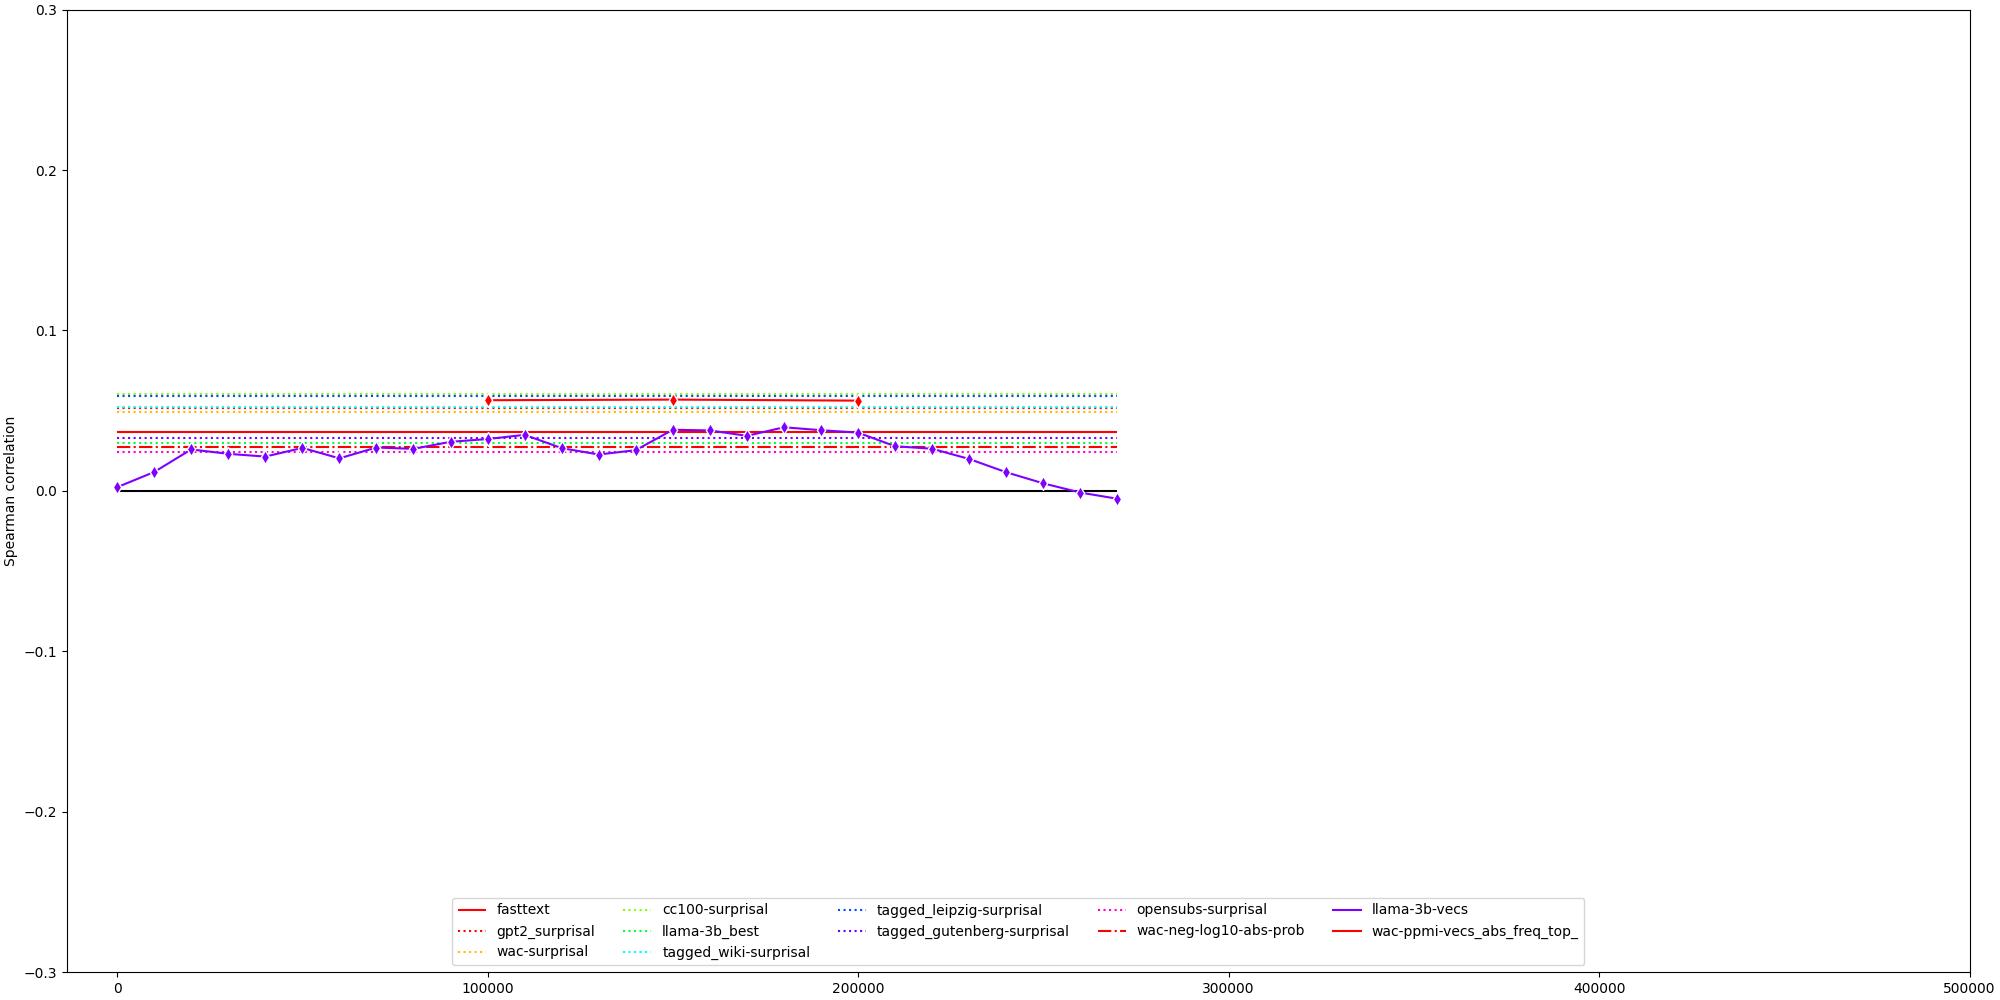 0.3
0.2
0.1
0.0
−0.1
−0.2
−0.3
Spearman correlation
fasttext
gpt2_surprisal
wac-surprisal
cc100-surprisal
llama-3b_best
tagged_wiki-surprisal
tagged_leipzig-surprisal
tagged_gutenberg-surprisal
opensubs-surprisal
wac-neg-log10-abs-prob
llama-3b-vecs
wac-ppmi-vecs_abs_freq_top_
0 100000 200000 300000 400000 500000